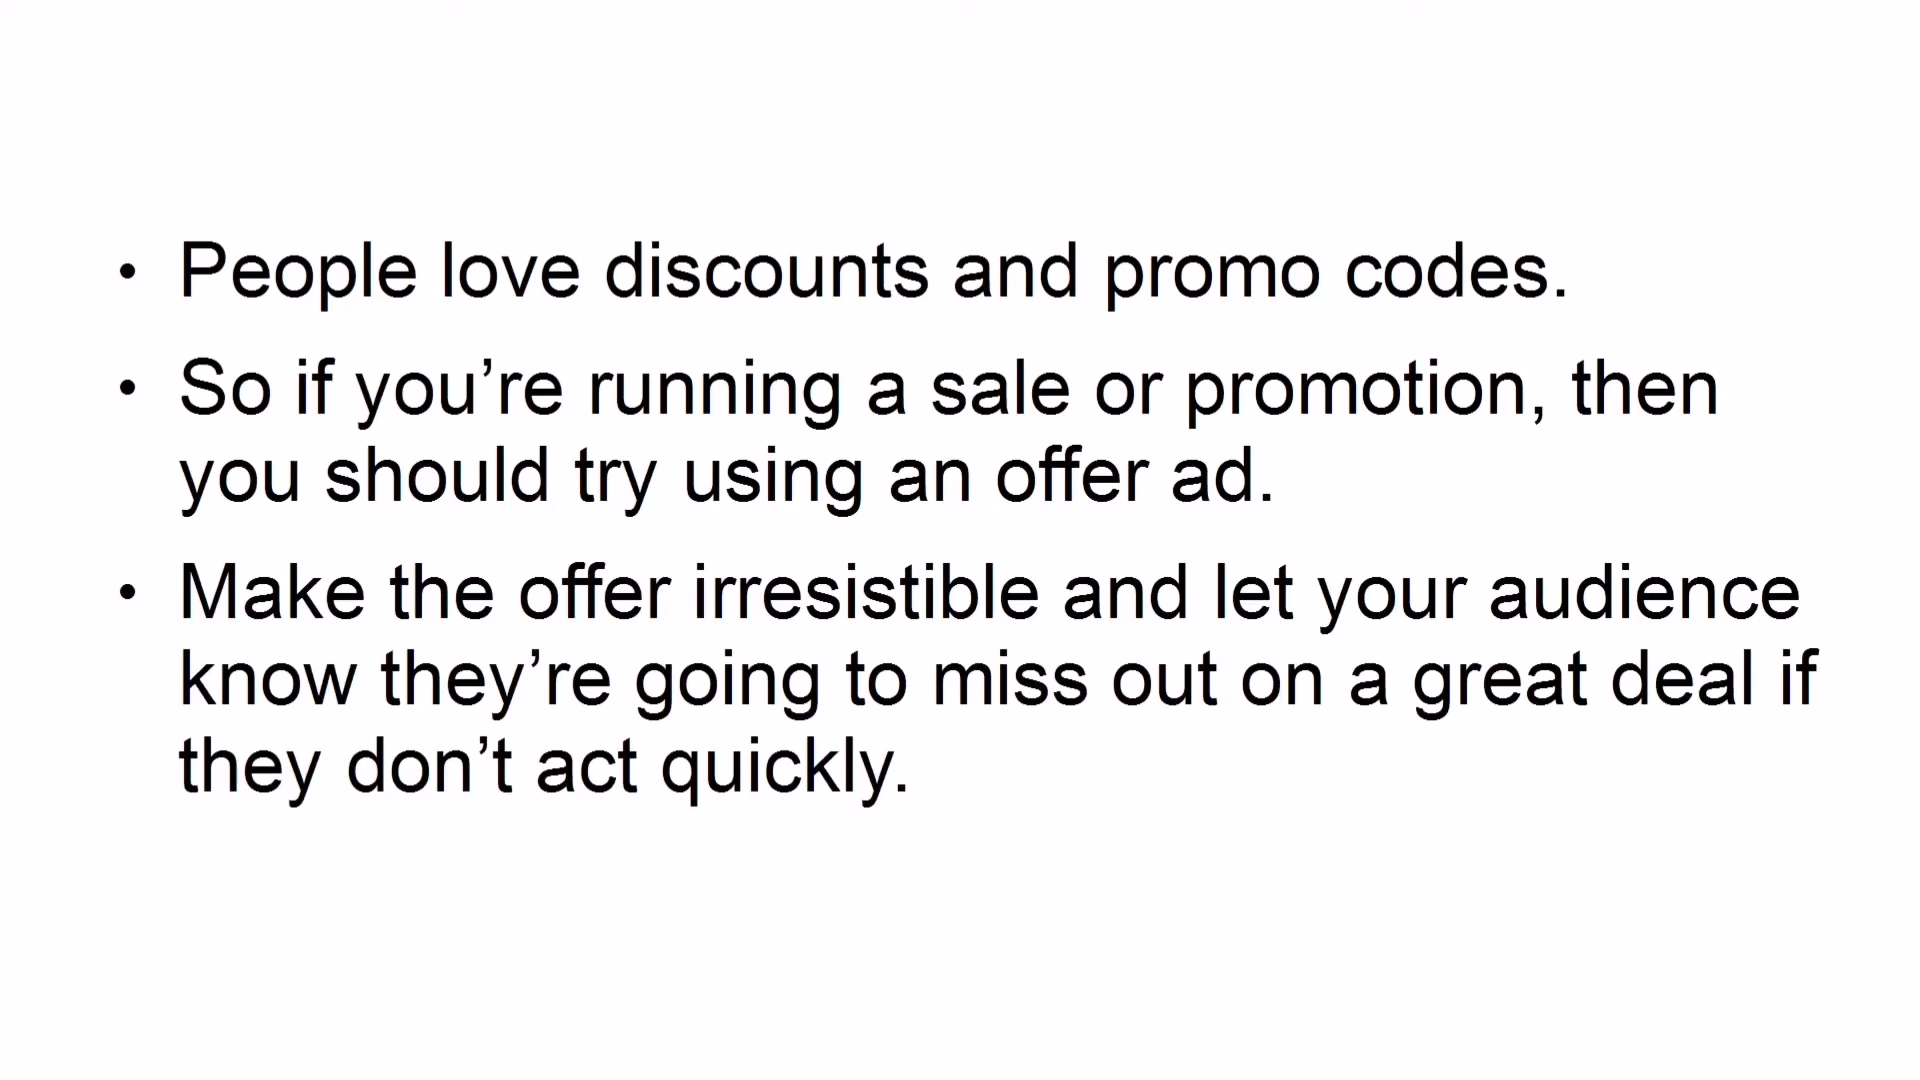 • People love discounts and promo codes.
• So if you’re running a sale or promotion, then
you should try using an offer ad.
• Make the offer irresistible and let your audience
know they’re going to miss out on a great deal if
they don’t act quickly.